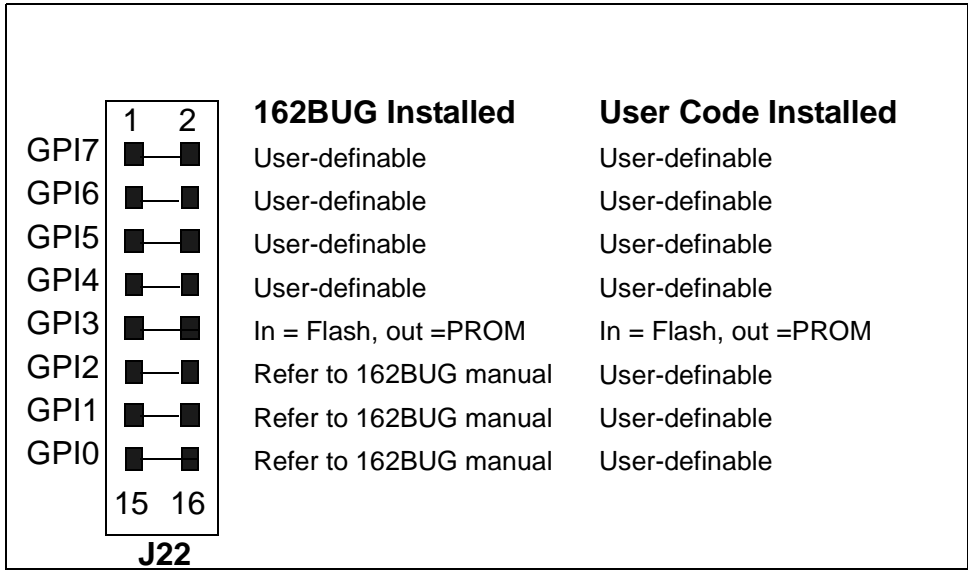 1 2 162BUG Installed User Code Installed
GPI7 User-definable User-definable
GPI6 User-definable User-definable
GPI5 User-definable User-definable
GPI4 User-definable User-definable
GPI3 In = Flash, out =PROM In = Flash, out =PROM
GPI2 Refer to 162BUG manual User-definable
GPI1 Refer to 162BUG manual User-definable
GPI0 Refer to 162BUG manual User-definable
15 16
J22